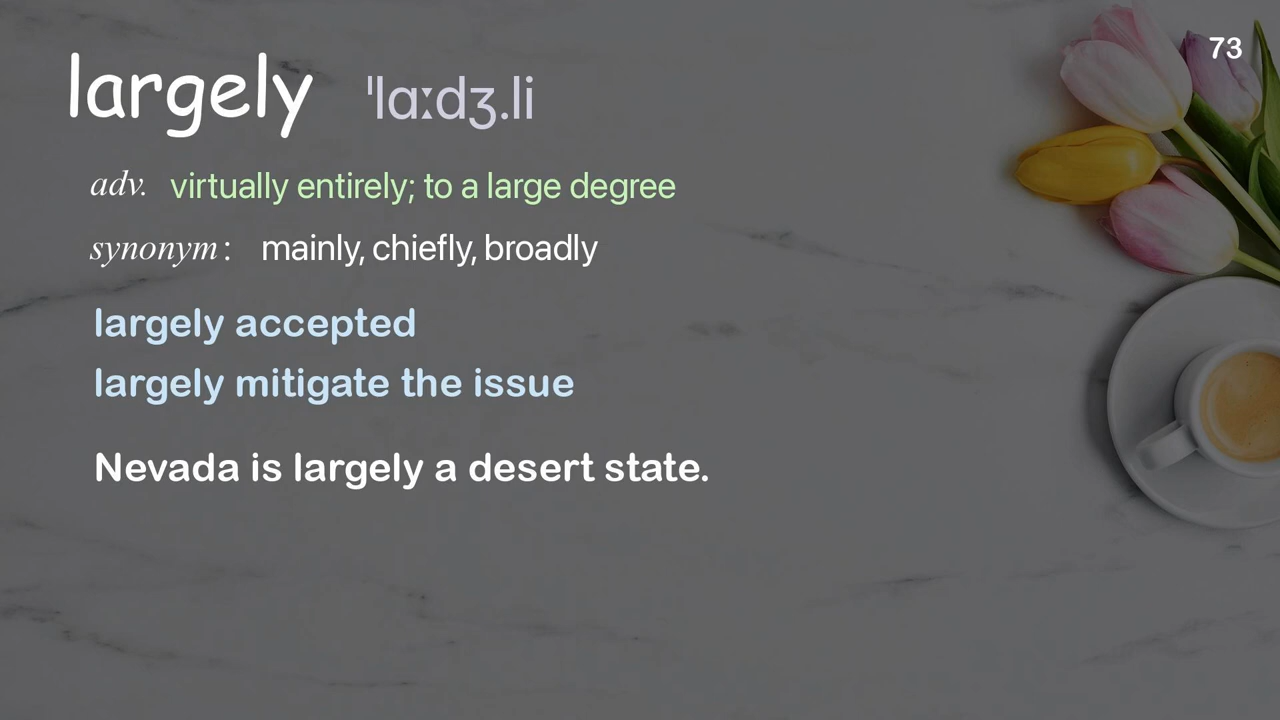 73
largely ˈlɑːdʒ.li
adv. virtually entirely; to a large degree
synonym: mainly, chiefly, broadly
largely accepted
largely mitigate the issue
Nevada is largely a desert state.